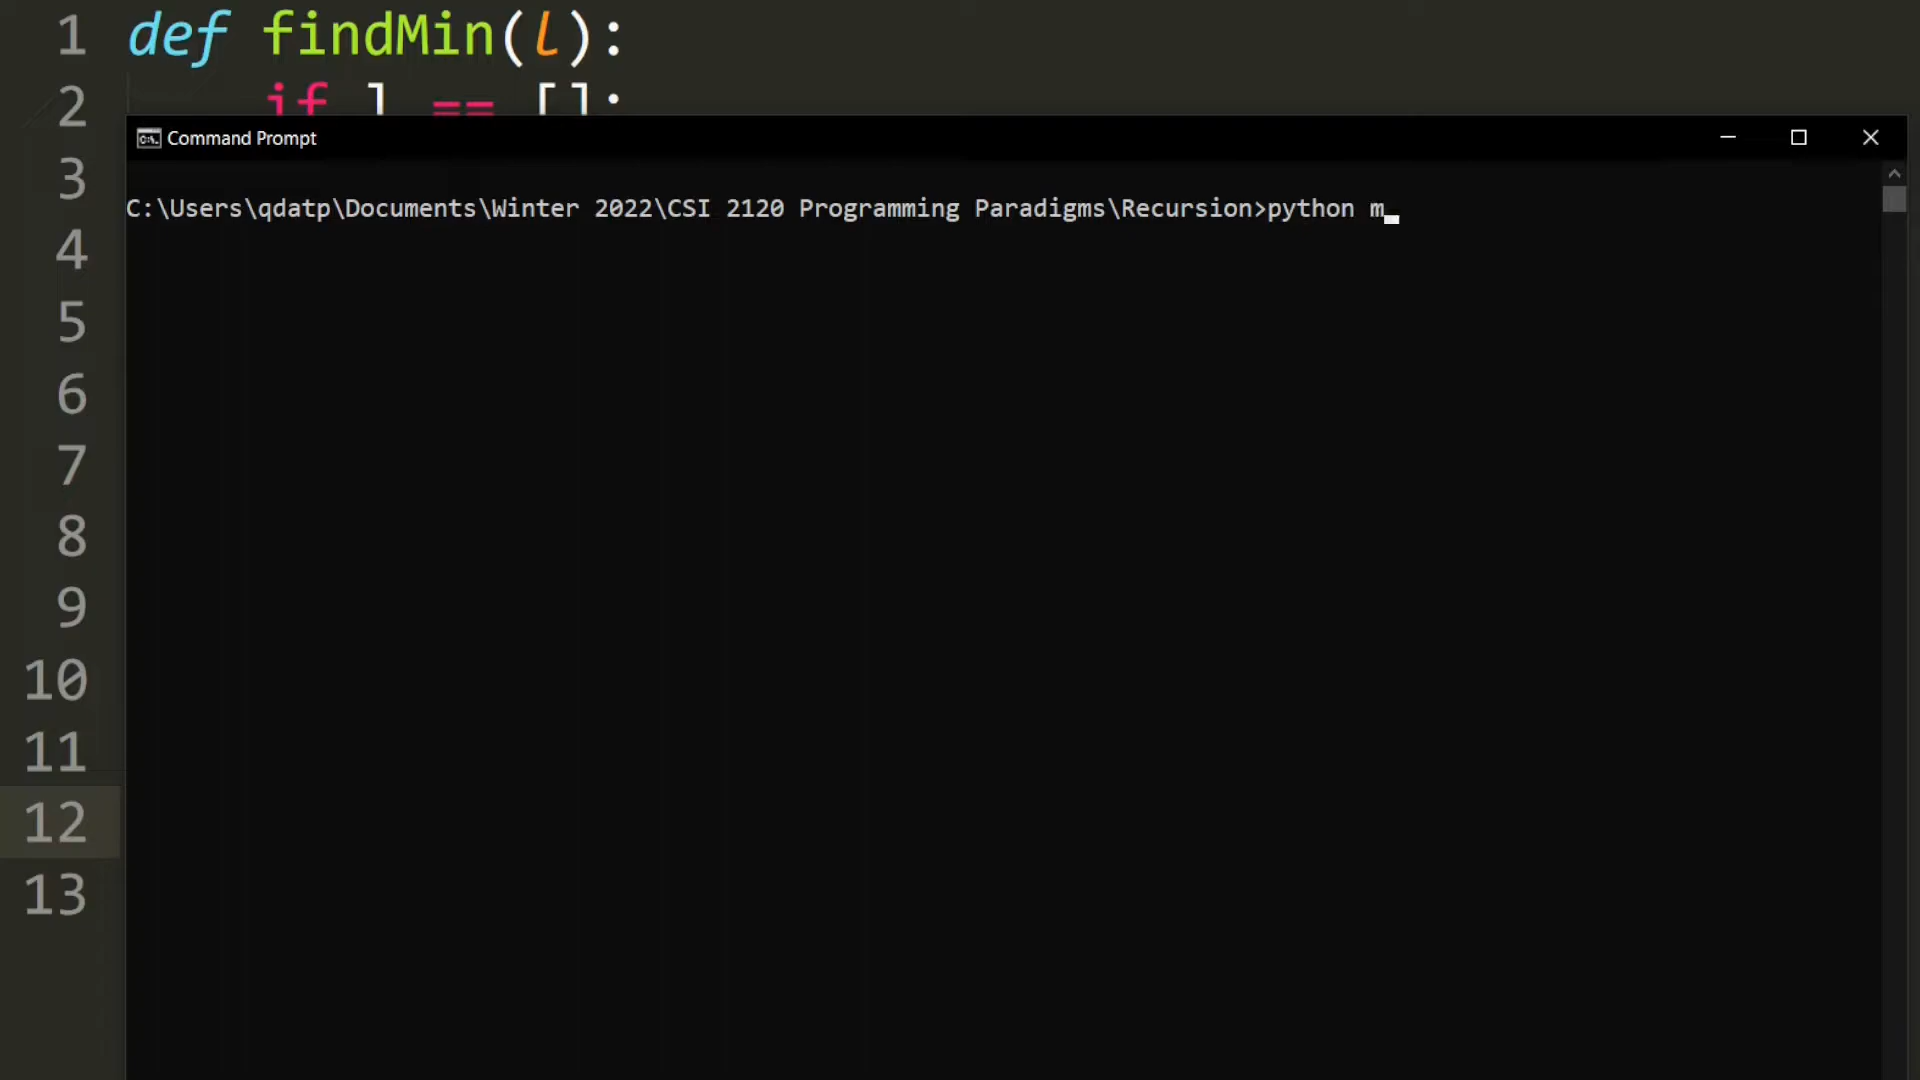 1 def findMin(l):
2 if l == []:
Command Prompt
3
C:\Users\qdatp\Documents\Winter 2022\CSI 2120 Programming Paradigms\Recursion>python m
4
5
6
7
8
9
10
11
12
13